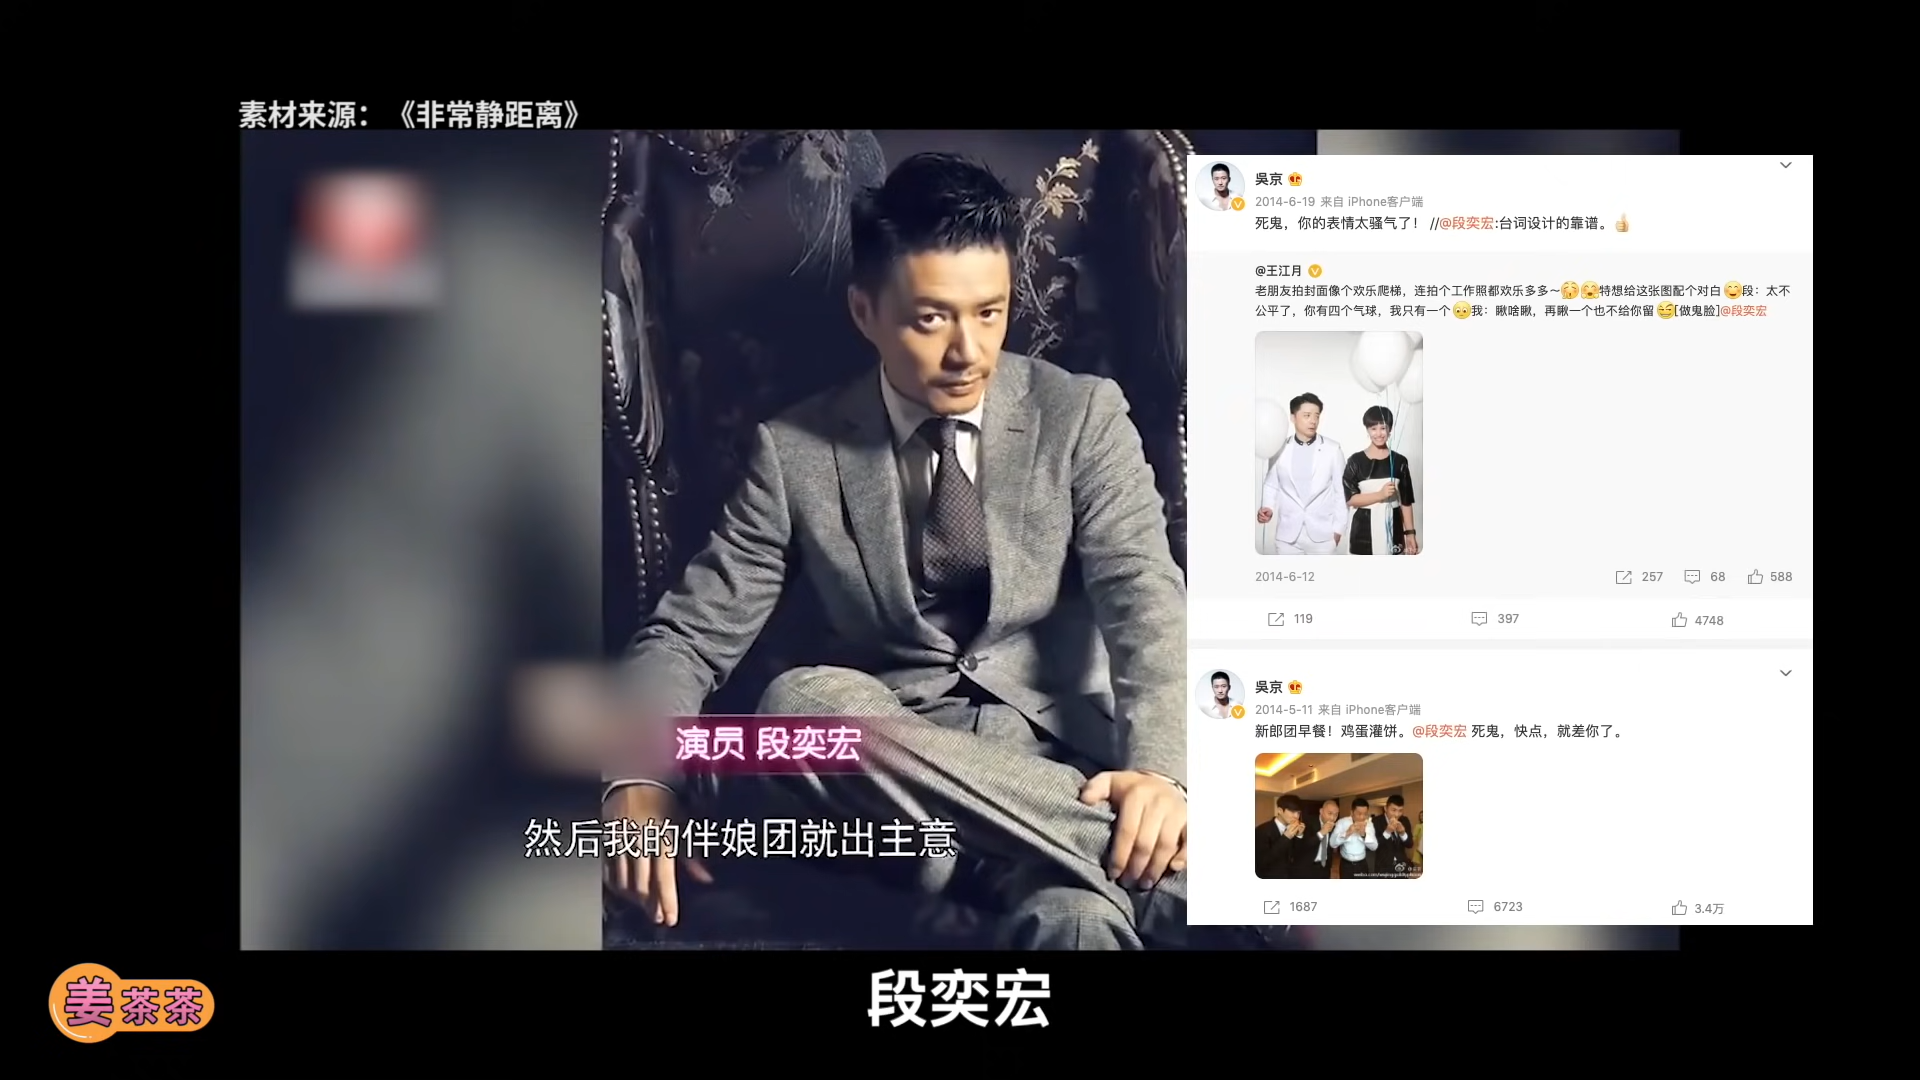 素材来源：《非常静距离》
吳京
2014-6-19 来自 iPhone客户端
死鬼，你的表情太骚气了！//@段奕宏:台词设计的靠谱。
@王江月
老朋友拍封面像个欢乐爬梯，连拍个工作照都欢乐多多~特想给这张图配个对白段：太不
公平了，你有四个气球，我只有一个我：瞅啥瞅，再瞅一个也不给你留[做鬼脸]@段奕宏
2014-6-12
257 68 588
119 397 4748
吳京
2014-5-11 来自 iPhone客户端
新郎团早餐！鸡蛋灌饼。@段奕宏 死鬼，快点，就差你了。
1687 6723 3.4万
演员 段奕宏
然后我的伴娘团就出主意
段奕宏
姜茶茶